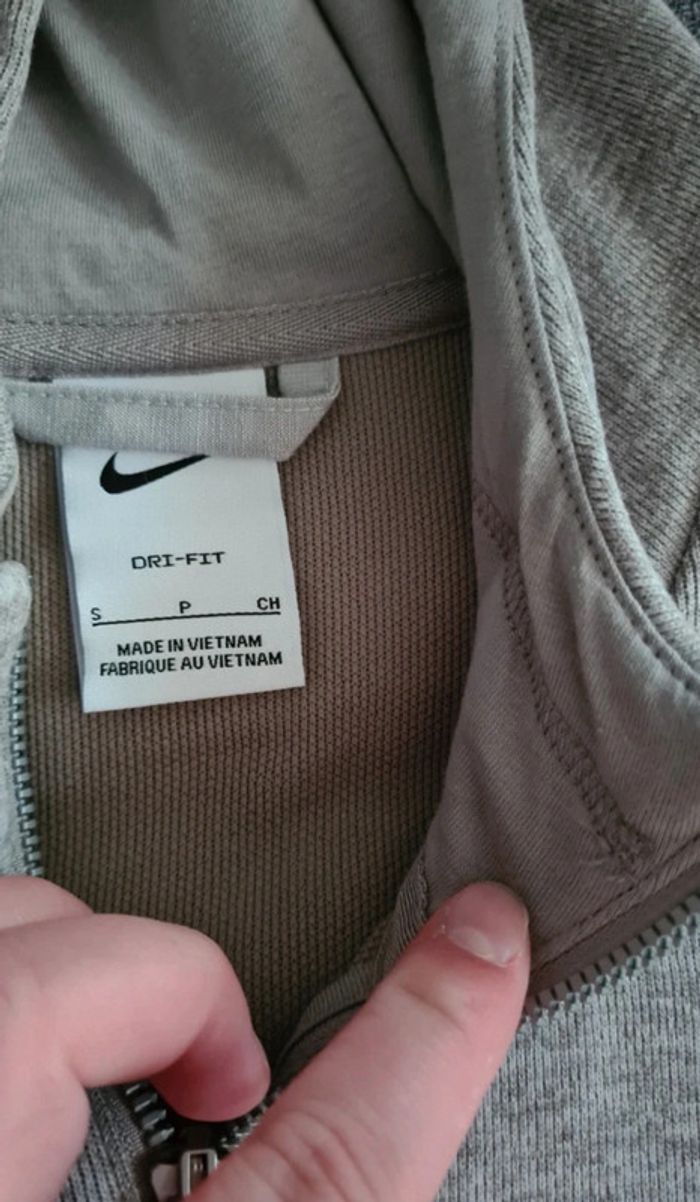 DRI-FIT
S P CH
MADE IN VIETNAM
FABRIQUE AU VIETNAM